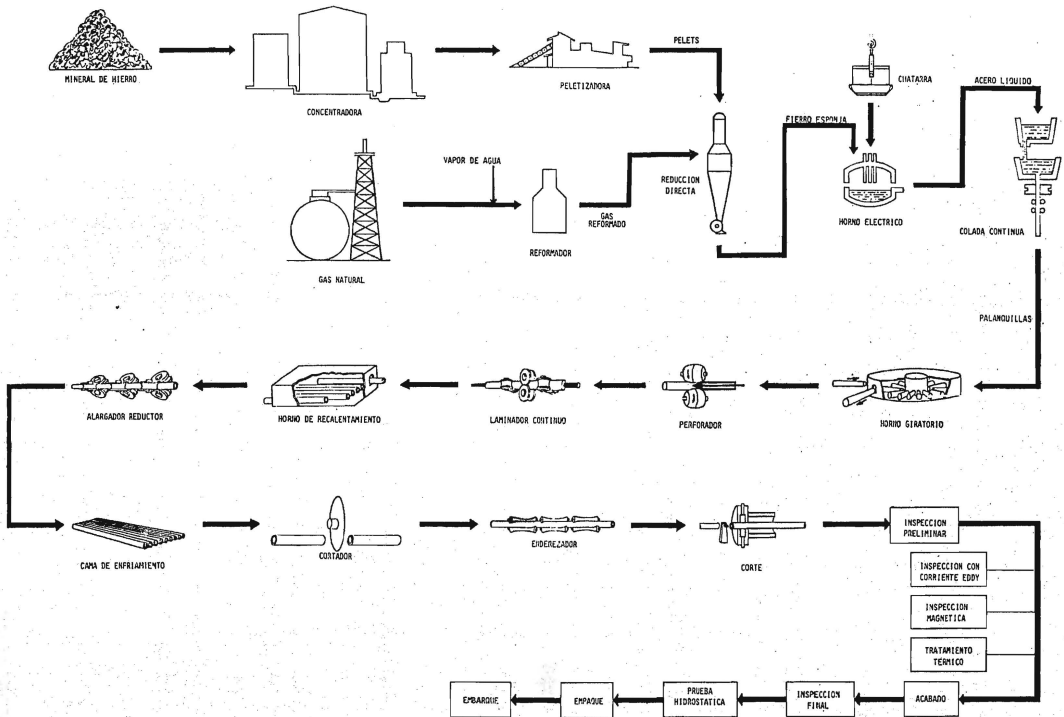 MINERAL DE HIERRO
CONCENTRADORA
PELETIZADORA
PELETS
CHATARRA
ACERO LIQUIDO
FIERRO ESPONJA
VAPOR DE AGUA
REDUCCION
DIRECTA
GAS
REFORMADO
HORNO ELECTRICO
COLADA CONTINUA
GAS NATURAL
REFORMADOR
PALANQUILLAS
HORNO GIRATORIO
PERFORADOR
LAMINADOR CONTINUO
HORNO DE RECALENTAMIENTO
ALARGADOR REDUCTOR
CAMA DE ENFRIAMIENTO
CORTADOR
ENDEREZADOR
CORTE
INSPECCION
PRELIMINAR
INSPECCION CON
CORRIENTE EDDY
INSPECCION
MAGNETICA
TRATAMIENTO
TERMICO
ACABADO
INSPECCION
FINAL
PRUEBA
HIDROSTATICA
EMPAQUE
EMBARQUE